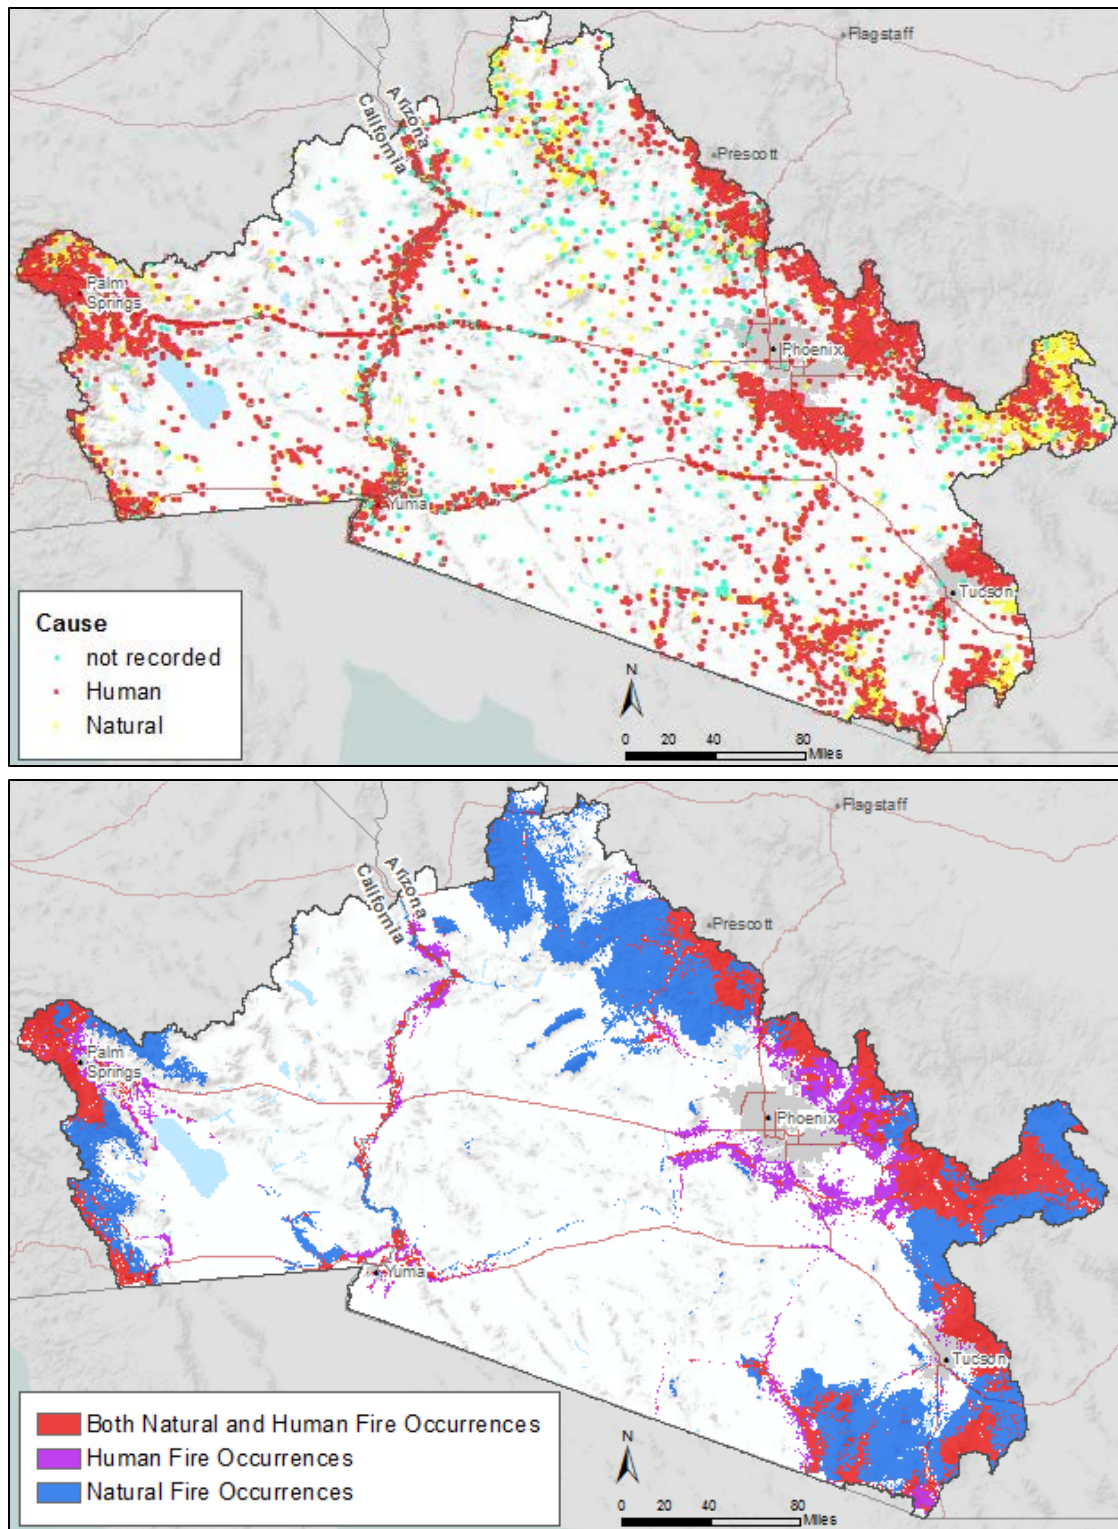 Flagstaff
Arizona
California
Prescott
Palm
Springs
Phoenix
Yuma
Tucson
Cause
not recorded
Human
Natural
N
0 20 40 80
Miles
Flagstaff
Arizona
California
Prescott
Palm
Springs
Phoenix
Yuma
Tucson
Both Natural and Human Fire Occurrences
Human Fire Occurrences
Natural Fire Occurrences
N
0 20 40 80
Miles